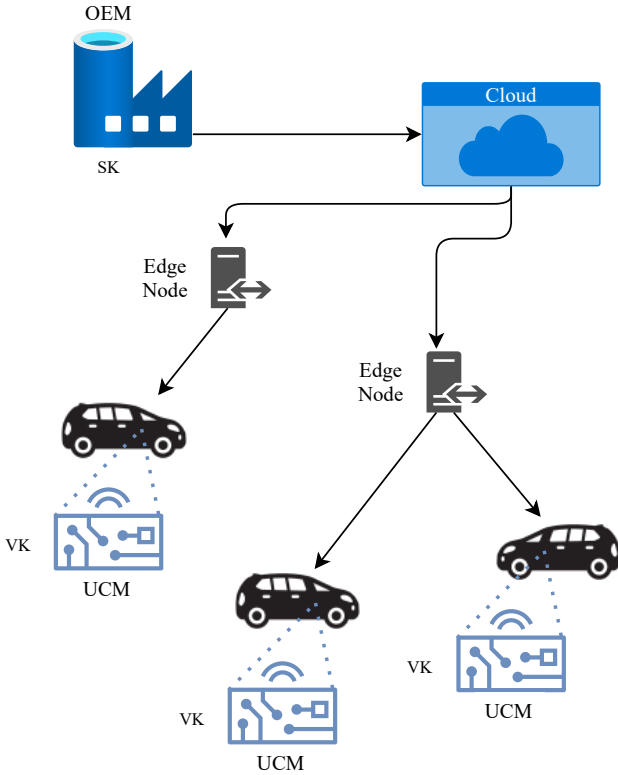 OEM
Cloud
SK
Edge
Node
Edge
Node
VK
UCM
VK
UCM
VK
UCM